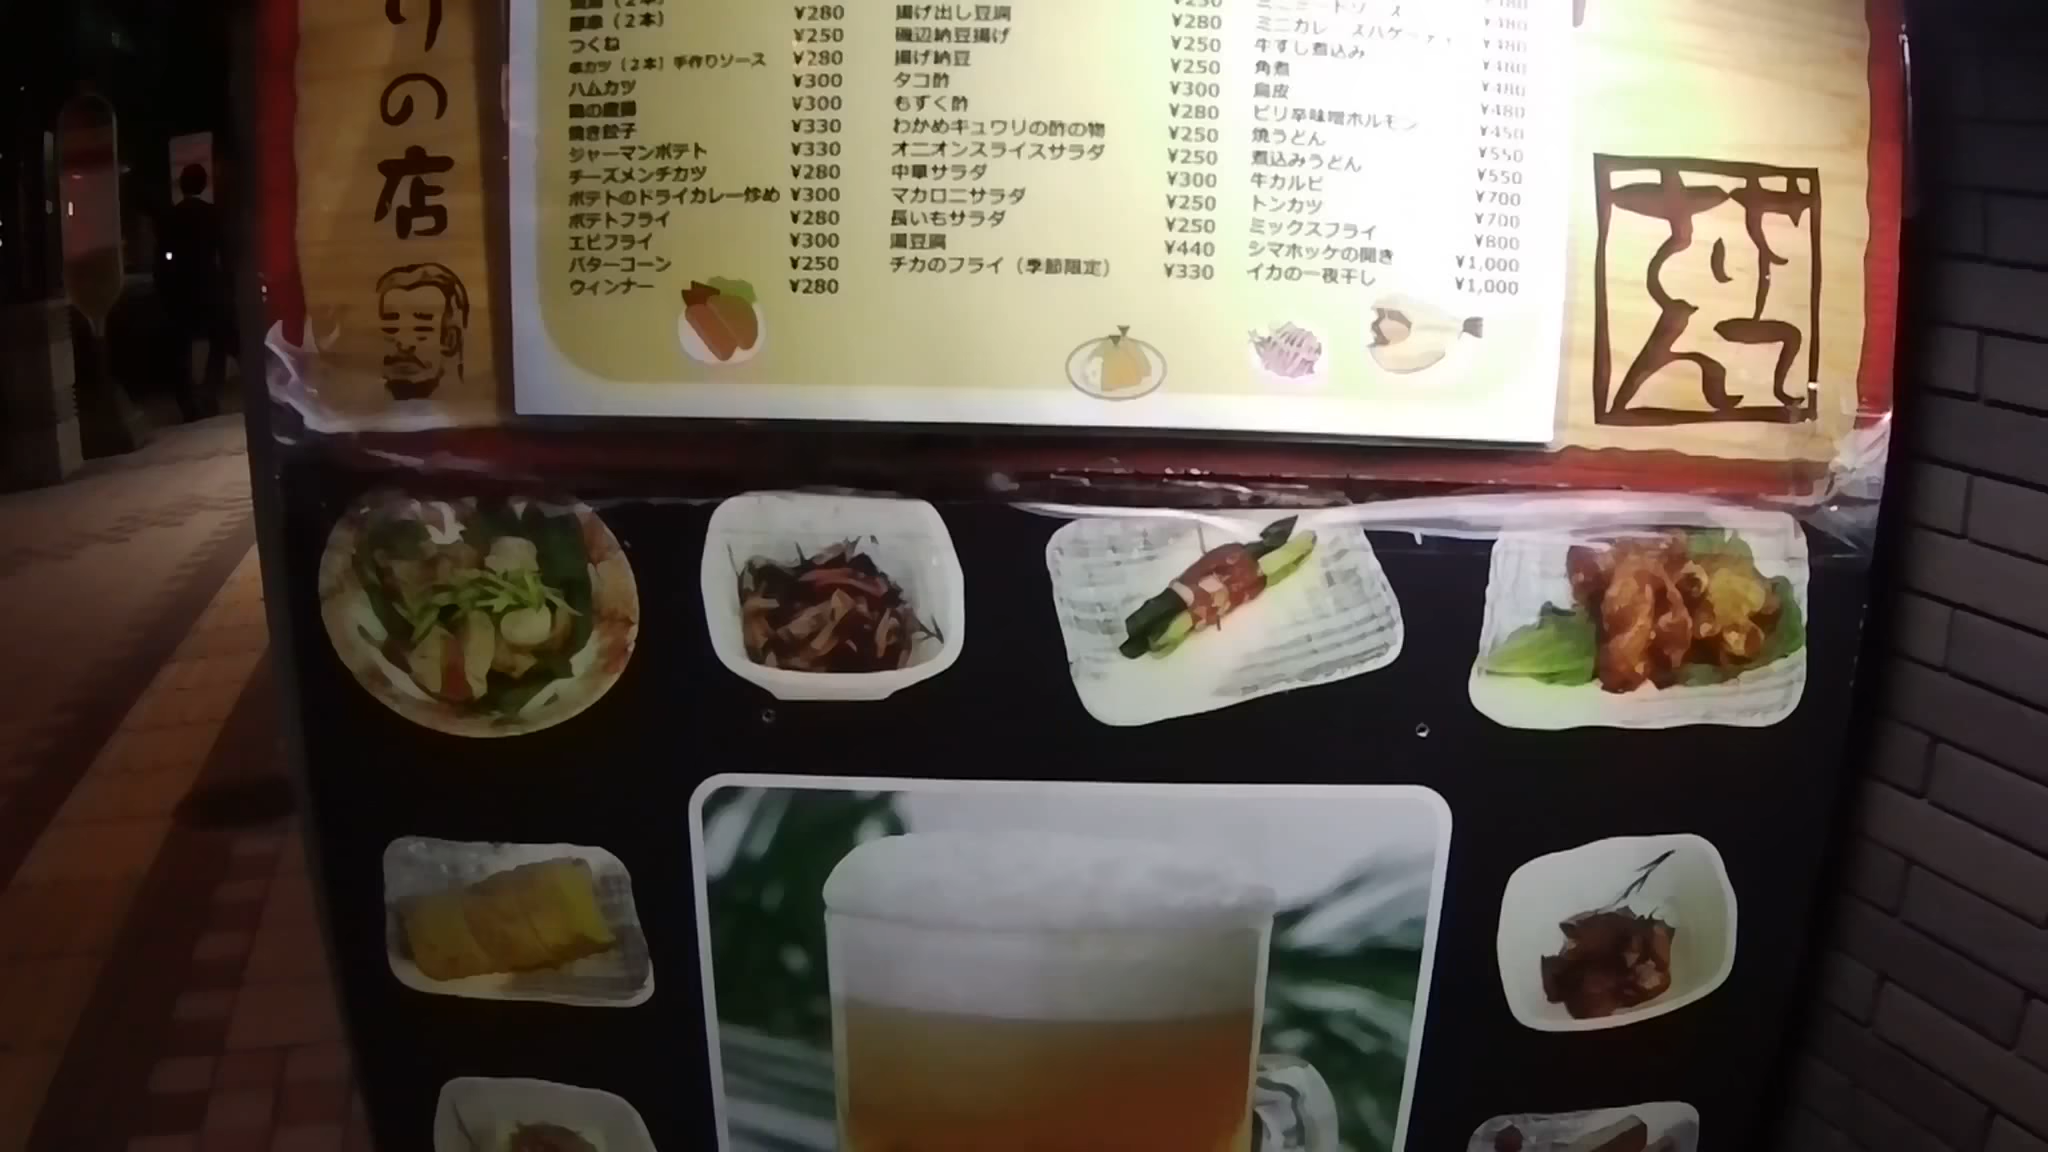 りの店
(2本)
(2本) ¥280
つくね ¥250
串カツ(2本)手作りソース ¥280
ハムカツ ¥300
鶏の唐揚 ¥300
焼き餃子 ¥330
ジャーマンポテト ¥330
チーズメンチカツ ¥280
ポテトのドライカレー炒め ¥300
ポテトフライ ¥280
エビフライ ¥300
バターコーン ¥250
ウィンナー ¥280
揚げ出し豆腐 ¥250
磯辺納豆揚げ ¥280
揚げ納豆 ¥250
タコ酢 ¥250
もずく酢 ¥300
わかめキュウリの酢の物 ¥280
オニオンスライスサラダ ¥250
中華サラダ ¥250
マカロニサラダ ¥300
長いもサラダ ¥250
湯豆腐 ¥250
¥440
チカのフライ(季節限定) ¥330
ミニミートソース ¥480
ミニカレースパゲッティ ¥480
牛すじ煮込み ¥480
角煮 ¥480
鳥皮 ¥480
ピリ辛味噌ホルモン ¥480
焼うどん ¥450
煮込みうどん ¥550
牛カルビ ¥550
トンカツ ¥700
ミックスフライ ¥700
シマホッケの開き ¥800
¥1,000
イカの一夜干し ¥1,000